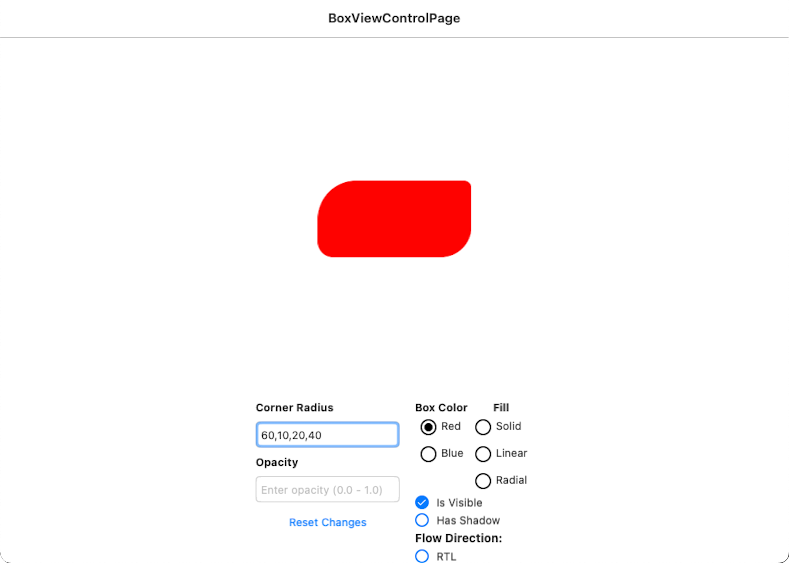 BoxViewControlPage
Corner Radius
60,10,20,40
Opacity
Enter opacity (0.0 - 1.0)
Reset Changes
Box Color Fill
Red Solid
Blue Linear
Radial
Is Visible
Has Shadow
Flow Direction:
RTL